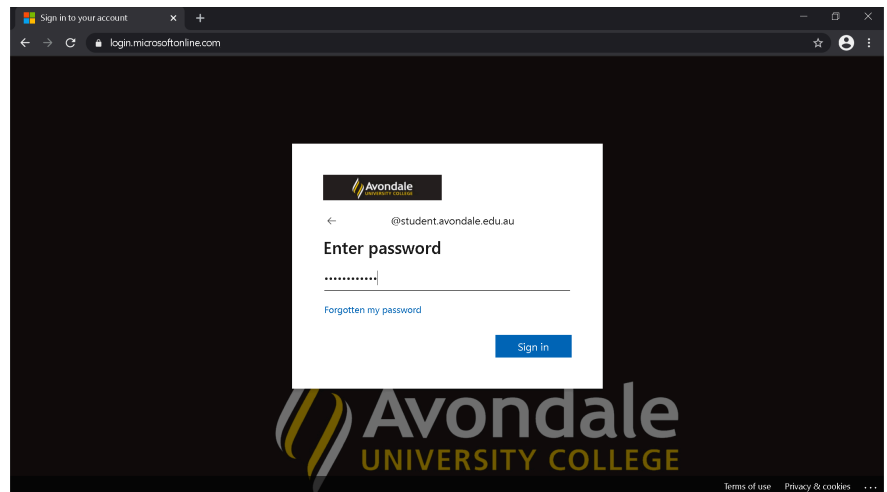 Sign in to your account
login.microsoftonline.com
Avondale
UNIVERSITY COLLEGE
@student.avondale.edu.au
Enter password
Forgotten my password
Sign in
Avondale
UNIVERSITY COLLEGE
Terms of use Privacy & cookies ...